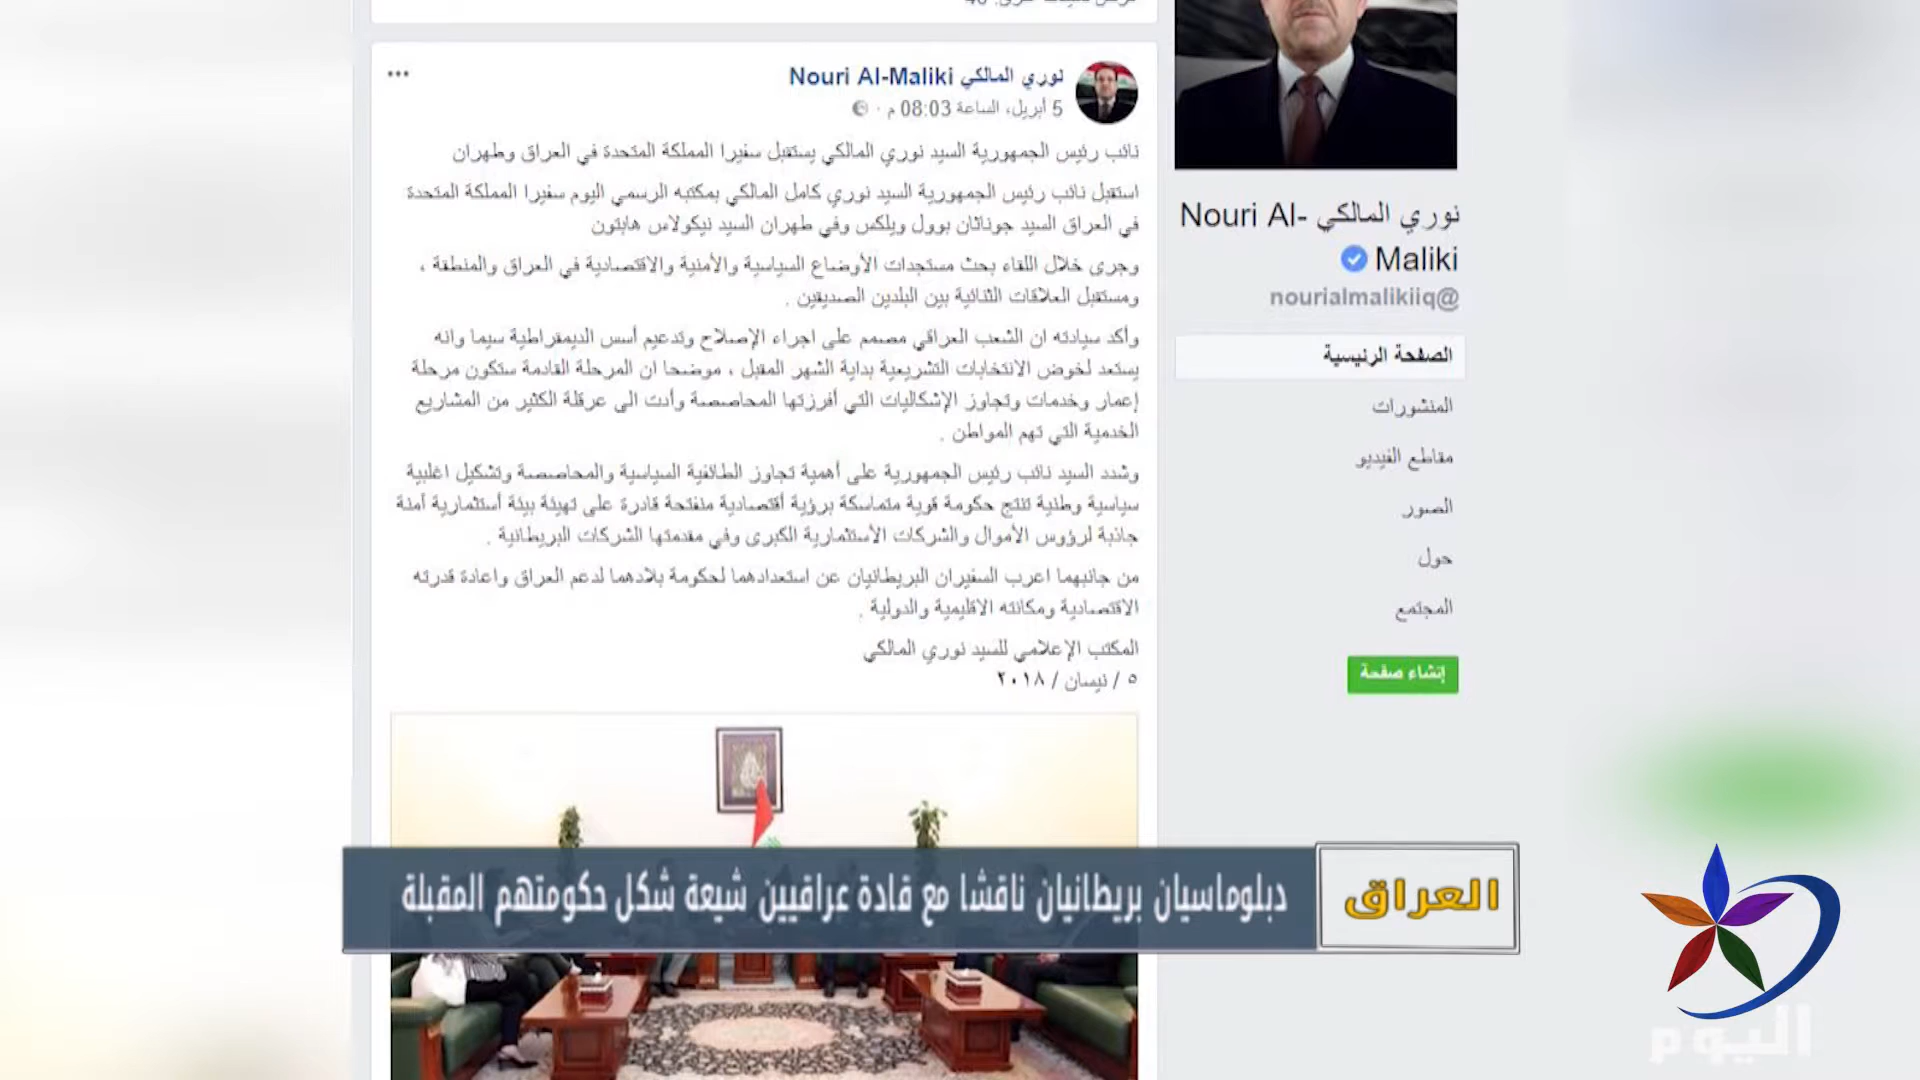 نوري المالكي Nouri Al-Maliki
5 أبريل، الساعة 08:03 م
نائب رئيس الجمهورية السيد نوري المالكي يستقبل سفيرا المملكة المتحدة في العراق وطهران
استقبل نائب رئيس الجمهورية السيد نوري كامل المالكي بمكتبه الرسمي اليوم سفيرا المملكة المتحدة
في العراق السيد جوناثان بوول ويلكس وفي طهران السيد نيكولاس هابتون
وجرى خلال اللقاء بحث مستجدات الأوضاع السياسية والأمنية والاقتصادية في العراق والمنطقة ،
ومستقبل العلاقات الثنائية بين البلدين الصديقين .
وأكد سيادته ان الشعب العراقي مصمم على اجراء الإصلاح وتدعيم أسس الديمقراطية سيما وانه
يستعد لخوض الانتخابات التشريعية بداية الشهر المقبل ، موضحا ان المرحلة القادمة ستكون مرحلة
إعمار وخدمات وتجاوز الإشكاليات التي أفرزتها المحاصصة وأدت الى عرقلة الكثير من المشاريع
الخدمية التي تهم المواطن .
وشدد السيد نائب رئيس الجمهورية على أهمية تجاوز الطائفية السياسية والمحاصصة وتشكيل اغلبية
سياسية وطنية تنتج حكومة قوية متماسكة برؤية أقتصادية منفتحة قادرة على تهيئة بيئة أستثمارية آمنة
جاذبة لرؤوس الأموال والشركات الأستثمارية الكبرى وفي مقدمتها الشركات البريطانية .
من جانبهما اعرب السفيران البريطانيان عن استعدادهما لحكومة بلادهما لدعم العراق واعادة قدرته
الاقتصادية ومكانته الاقليمية والدولية .
المكتب الإعلامي للسيد نوري المالكي
٥ / نيسان / ٢٠١٨
نوري المالكي Nouri Al-
Maliki
@nourialmalikiiq
الصفحة الرئيسية
المنشورات
مقاطع الفيديو
الصور
حول
المجتمع
إنشاء صفحة
العراق
دبلوماسيان بريطانيان ناقشا مع قادة عراقيين شيعة شكل حكومتهم المقبلة
اليوم